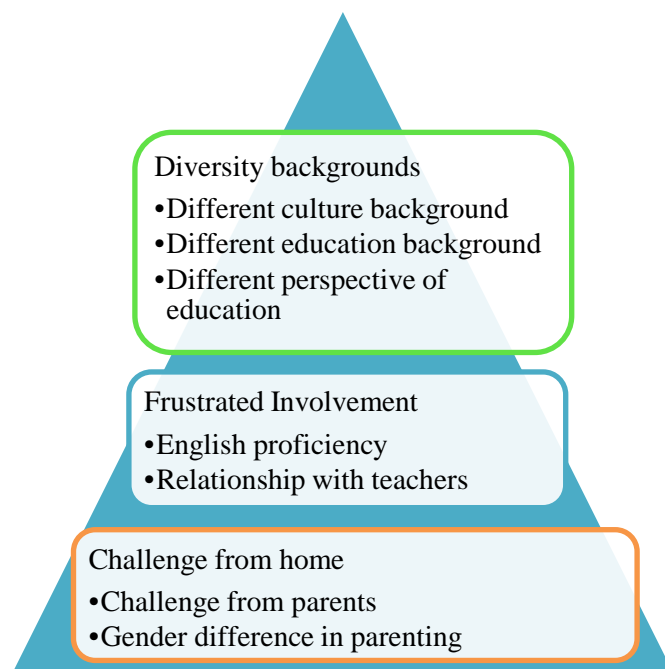 Diversity backgrounds
•Different culture background
•Different education background
•Different perspective of
education
Frustrated Involvement
•English proficiency
•Relationship with teachers
Challenge from home
•Challenge from parents
•Gender difference in parenting